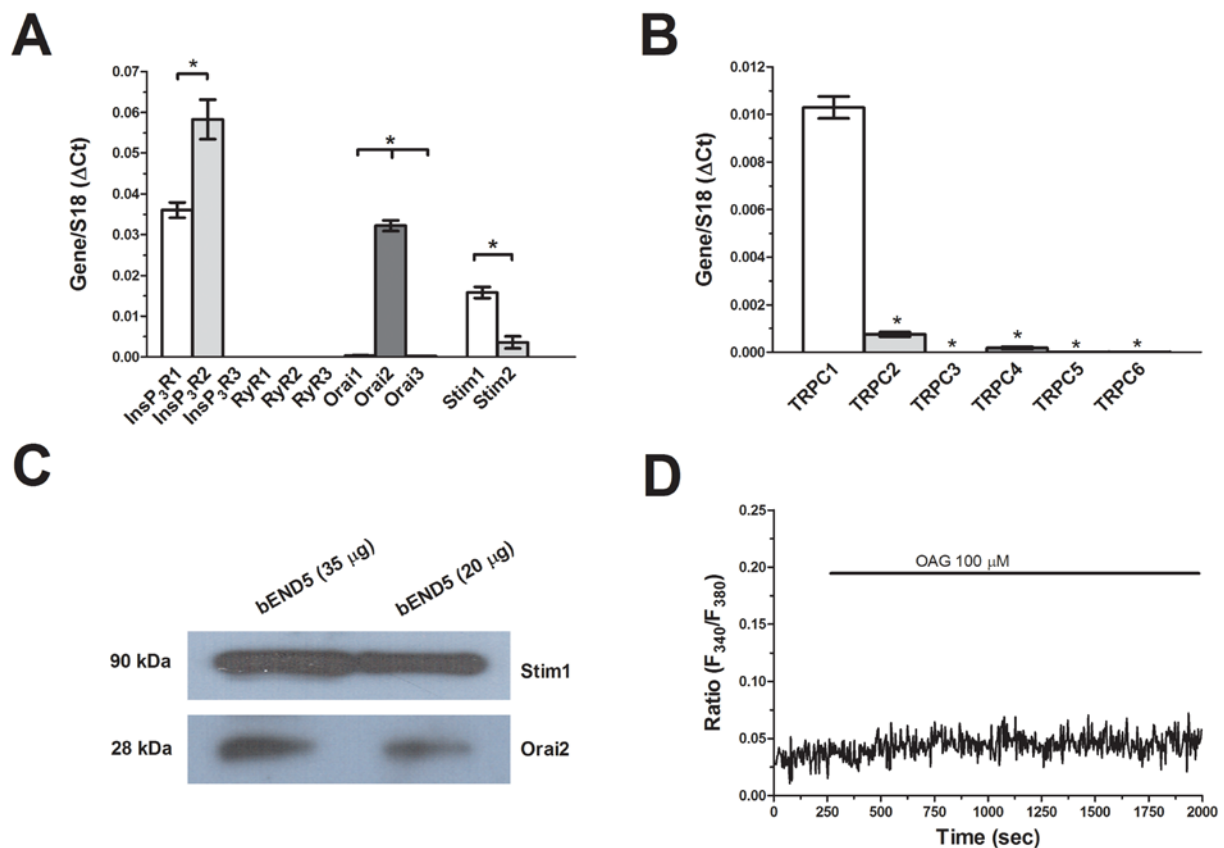 A
Gene/S18 (ΔCt)
0.07
0.06
0.05
0.04
0.03
0.02
0.01
0.00
*
*
*
InsP₃R1
InsP₃R2
InsP₃R3
RyR1
RyR2
RyR3
Orai1
Orai2
Orai3
Stim1
Stim2
B
Gene/S18 (ΔCt)
0.012
0.010
0.008
0.006
0.004
0.002
0.000
*
*
*
*
*
TRPC1
TRPC2
TRPC3
TRPC4
TRPC5
TRPC6
C
bEND5 (35 μg)
bEND5 (20 μg)
90 kDa
Stim1
28 kDa
Orai2
D
Ratio (F₃₄₀/F₃₈₀)
0.25
0.20
0.15
0.10
0.05
0.00
OAG 100 μM
0 250 500 750 1000 1250 1500 1750 2000
Time (sec)